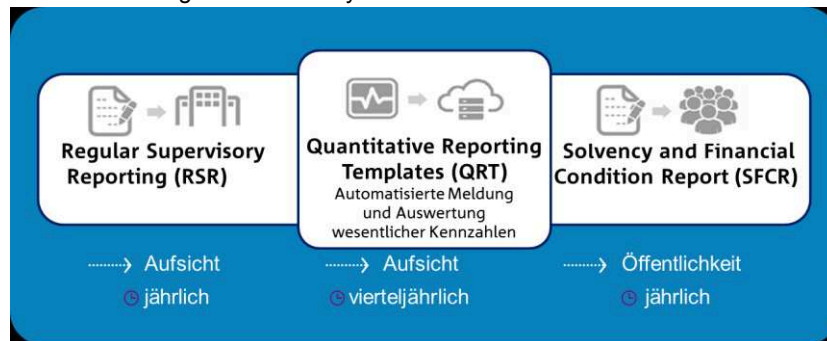 Regular Supervisory
Reporting (RSR)
Quantitative Reporting
Templates (QRT)
Automatisierte Meldung
und Auswertung
wesentlicher Kennzahlen
Solvency and Financial
Condition Report (SFCR)
Aufsicht
jährlich
Aufsicht
vierteljährlich
Öffentlichkeit
jährlich